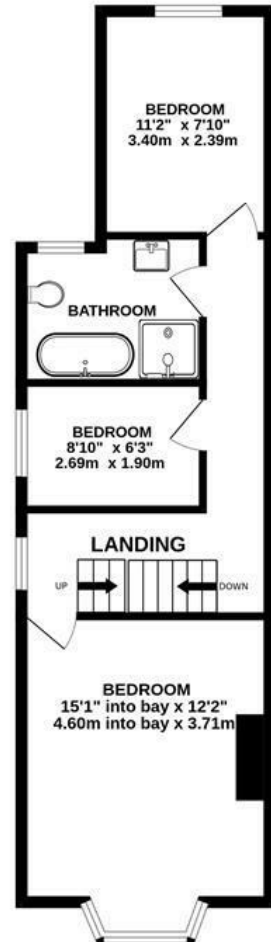 BEDROOM
11'2" x 7'10"
3.40m x 2.39m
BATHROOM
BEDROOM
8'10" x 6'3"
2.69m x 1.90m
LANDING
UP
DOWN
BEDROOM
15'1" into bay x 12'2"
4.60m into bay x 3.71m